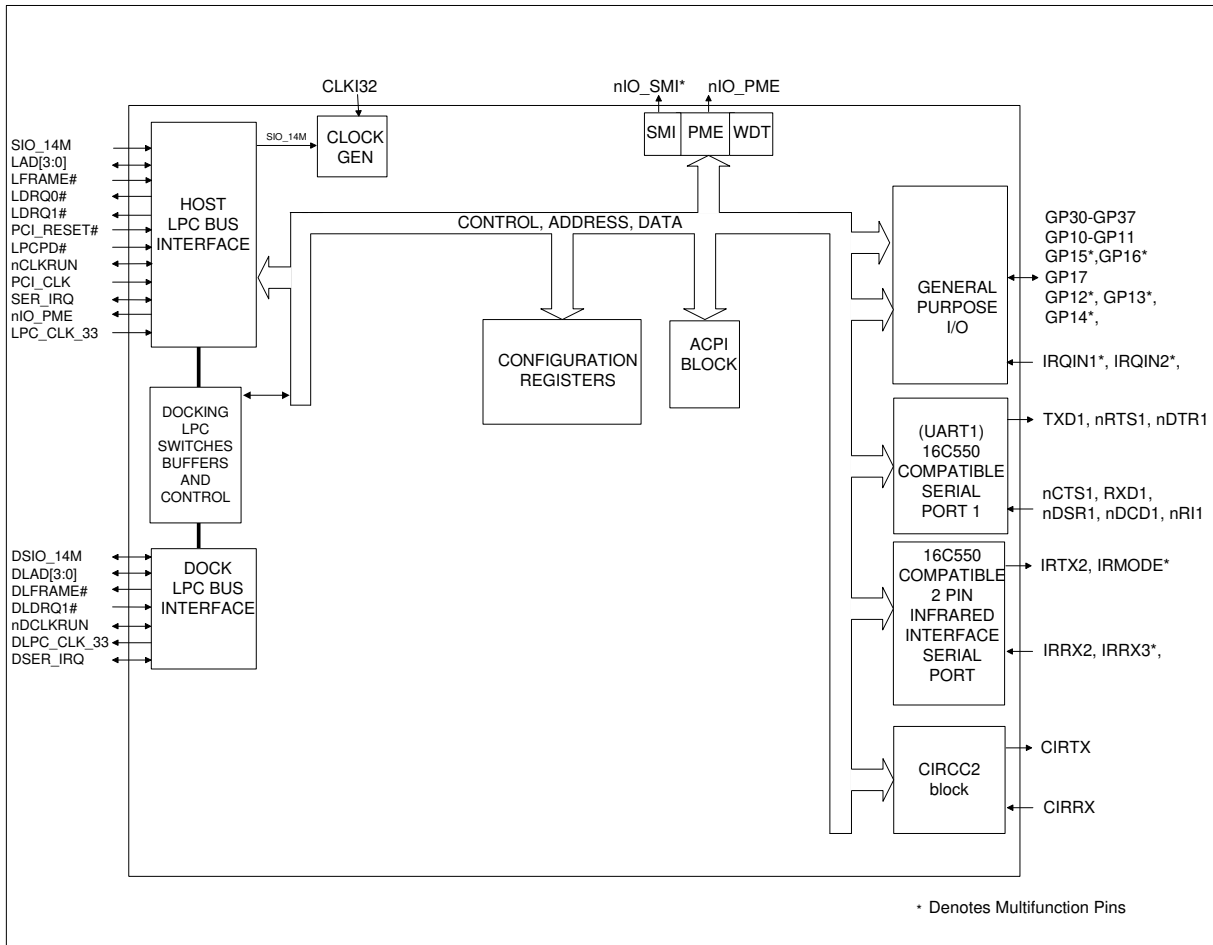 CLKI32
nIO_SMI*
nIO_PME
SIO_14M
LAD[3:0]
LFRAME#
LDRQ0#
LDRQ1#
PCI_RESET#
LPCPD#
nCLKRUN
PCI_CLK
SER_IRQ
nIO_PME
LPC_CLK_33
HOST
LPC BUS
INTERFACE
SIO_14M
CLOCK
GEN
SMI
PME
WDT
CONTROL, ADDRESS, DATA
CONFIGURATION
REGISTERS
ACPI
BLOCK
GENERAL
PURPOSE
I/O
GP30-GP37
GP10-GP11
GP15*,GP16*
GP17
GP12*, GP13*,
GP14*,
IRQIN1*, IRQIN2*,
DOCKING
LPC
SWITCHES
BUFFERS
AND
CONTROL
(UART1)
16C550
COMPATIBLE
SERIAL
PORT 1
TXD1, nRTS1, nDTR1
nCTS1, RXD1,
nDSR1, nDCD1, nRI1
DSIO_14M
DLAD[3:0]
DLFRAME#
DLDRQ1#
nDCLKRUN
DLPC_CLK_33
DSER_IRQ
DOCK
LPC BUS
INTERFACE
16C550
COMPATIBLE
2 PIN
INFRARED
INTERFACE
SERIAL
PORT
IRTX2, IRMODE*
IRRX2, IRRX3*,
CIRCC2
block
CIRTX
CIRRX
* Denotes Multifunction Pins